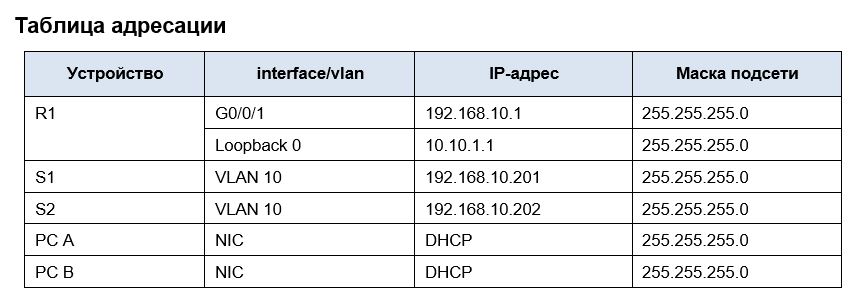 Таблица адресации
Устройство interface/vlan IP-адрес Маска подсети
R1 G0/0/1 192.168.10.1 255.255.255.0
Loopback 0 10.10.1.1 255.255.255.0
S1 VLAN 10 192.168.10.201 255.255.255.0
S2 VLAN 10 192.168.10.202 255.255.255.0
PC A NIC DHCP 255.255.255.0
PC B NIC DHCP 255.255.255.0